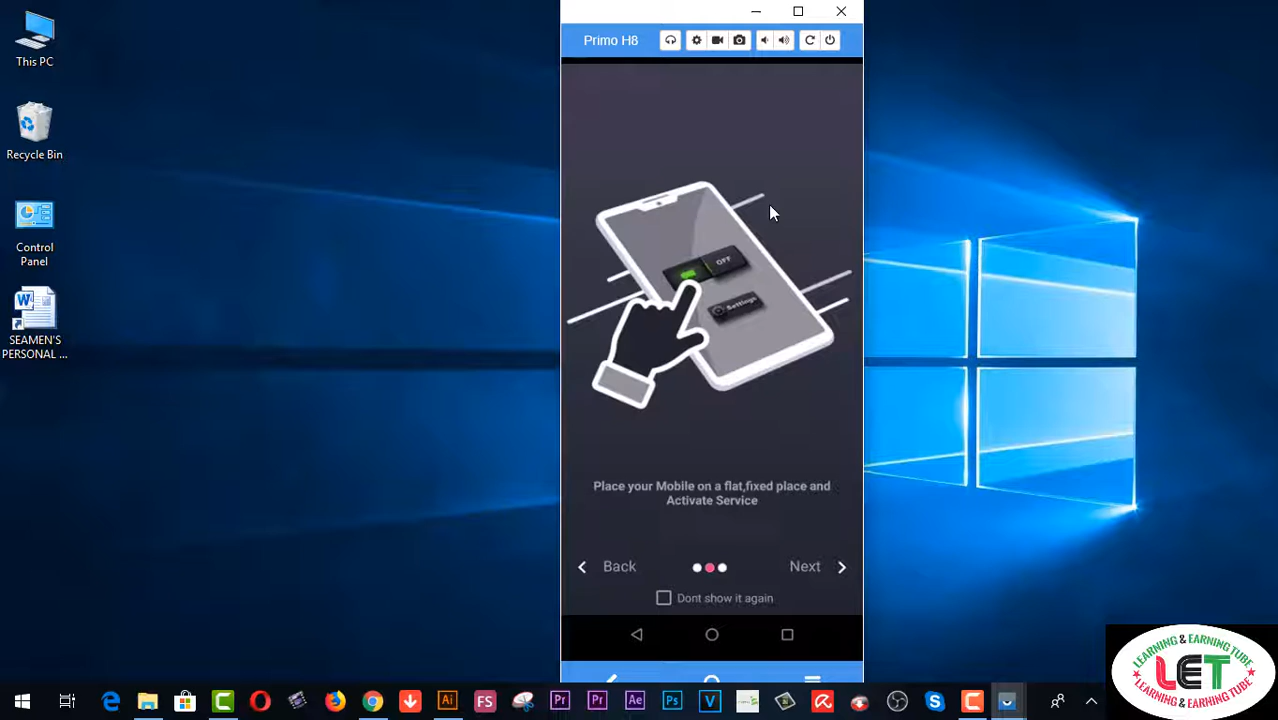 This PC
Recycle Bin
Control
Panel
SEAMEN'S
PERSONAL ...
Primo H8
OFF
Settings
Place your Mobile on a flat,fixed place and
Activate Service
Back
Next
Dont show it again
Ai
FS
Pr
Pr
Ae
Ps
V
LEARNING & EARNING TUBE
LET
LEARNING & EARNING TUBE